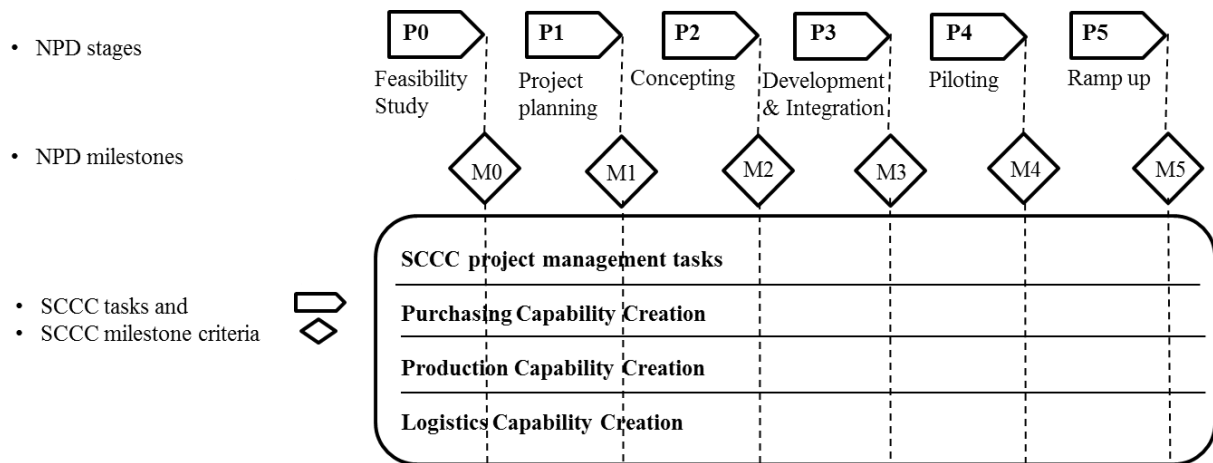 • NPD stages
P0 P1 P2 P3 P4 P5
Feasibility
Study
Project
planning
Concepting
Development
& Integration
Piloting
Ramp up
• NPD milestones
M0 M1 M2 M3 M4 M5
SCCC project management tasks
• SCCC tasks and
• SCCC milestone criteria
Purchasing Capability Creation
Production Capability Creation
Logistics Capability Creation